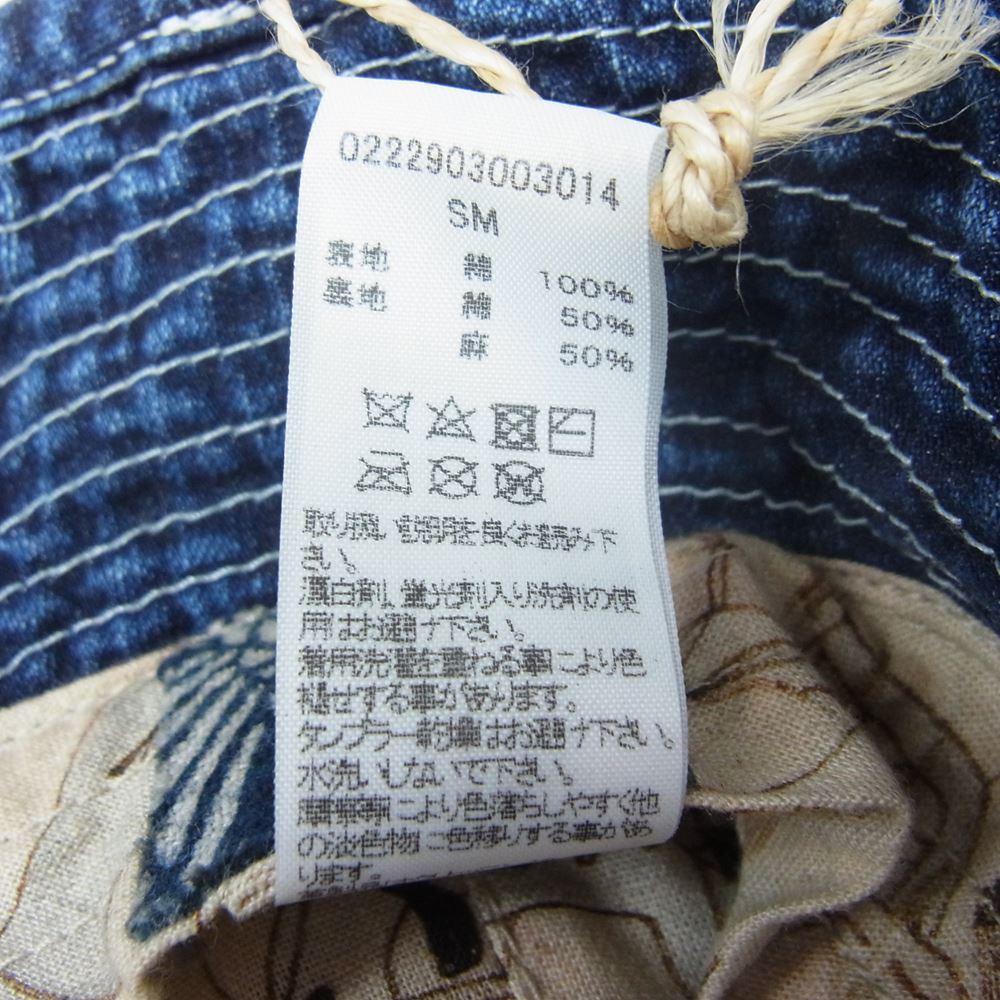 0222903003014
SM
表地 綿 100%
裏地 綿 50%
麻 50%
取り扱い説明用を良くお読み下
さい。
漂白剤、蛍光剤入り洗剤の使
用はお避け下さい。
着用洗濯を重ねる事により色
褪せする事があります。
タンブラー乾燥はお避け下さい。
水洗いしないで下さい。
により色落ちしやすく他
の淡色物に色移りする事があ
ります。